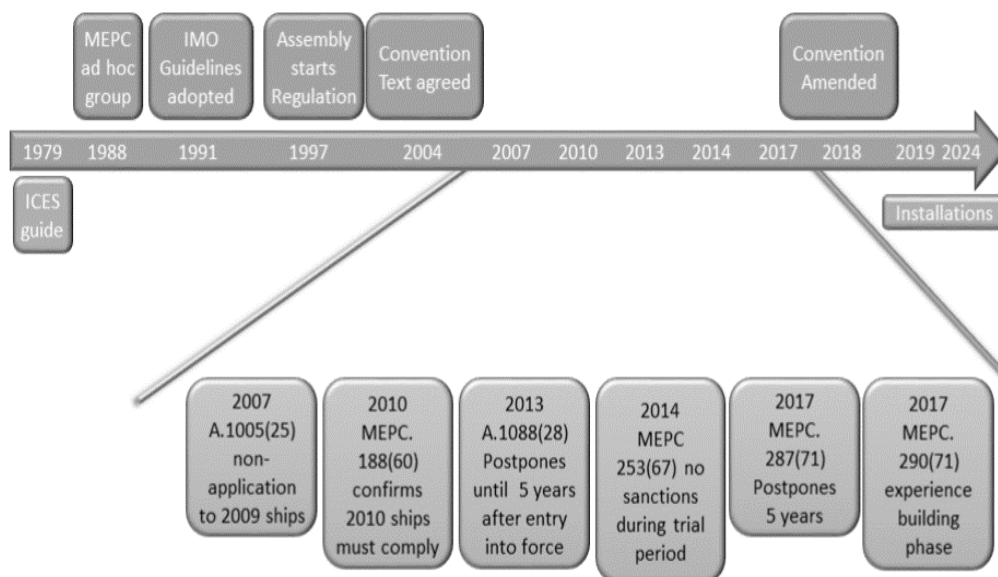 MEPC
ad hoc
group
IMO
Guidelines
adopted
Assembly
starts
Regulation
Convention
Text agreed
Convention
Amended
1979 1988 1991 1997 2004 2007 2010 2013 2014 2017 2018 2019 2024
ICES
guide
Installations
2007
A.1005(25)
non-
application
to 2009 ships
2010
MEPC.
188(60)
confirms
2010 ships
must comply
2013
A.1088(28)
Postpones
until 5 years
after entry
into force
2014
MEPC
253(67) no
sanctions
during trial
period
2017
MEPC.
287(71)
Postpones
5 years
2017
MEPC.
290(71)
experience
building
phase